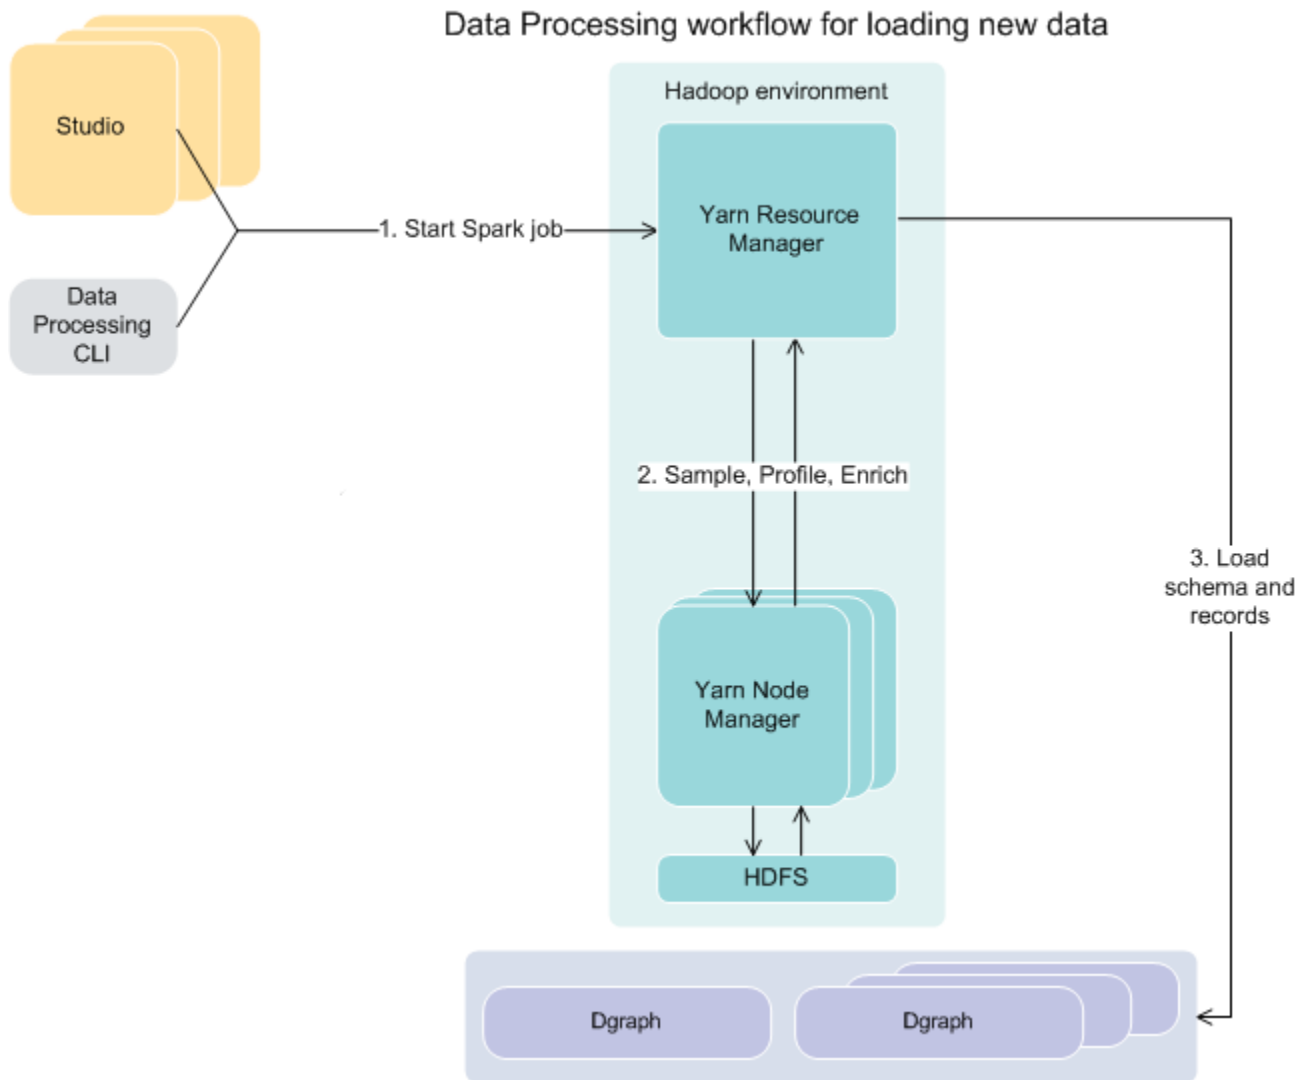 Data Processing workflow for loading new data
Hadoop environment
Studio
Yarn Resource
Manager
1. Start Spark job
Data
Processing
CLI
2. Sample, Profile, Enrich
3. Load
schema and
records
Yarn Node
Manager
HDFS
Dgraph
Dgraph